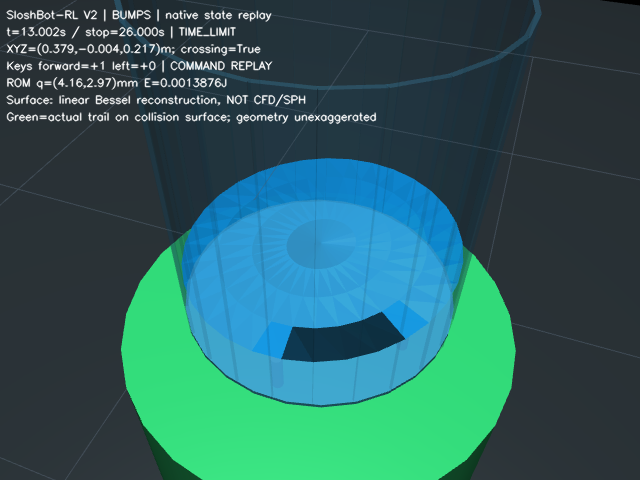 SloshBot-RL V2 | BUMPS | native state replay
t=13.002s / stop=26.000s | TIME_LIMIT
XYZ=(0.379,-0.004,0.217)m; crossing=True
Keys forward=+1 left=+0 | COMMAND REPLAY
ROM q=(4.16,2.97)mm E=0.0013876J
Surface: linear Bessel reconstruction, NOT CFD/SPH
Green=actual trail on collision surface; geometry unexaggerated